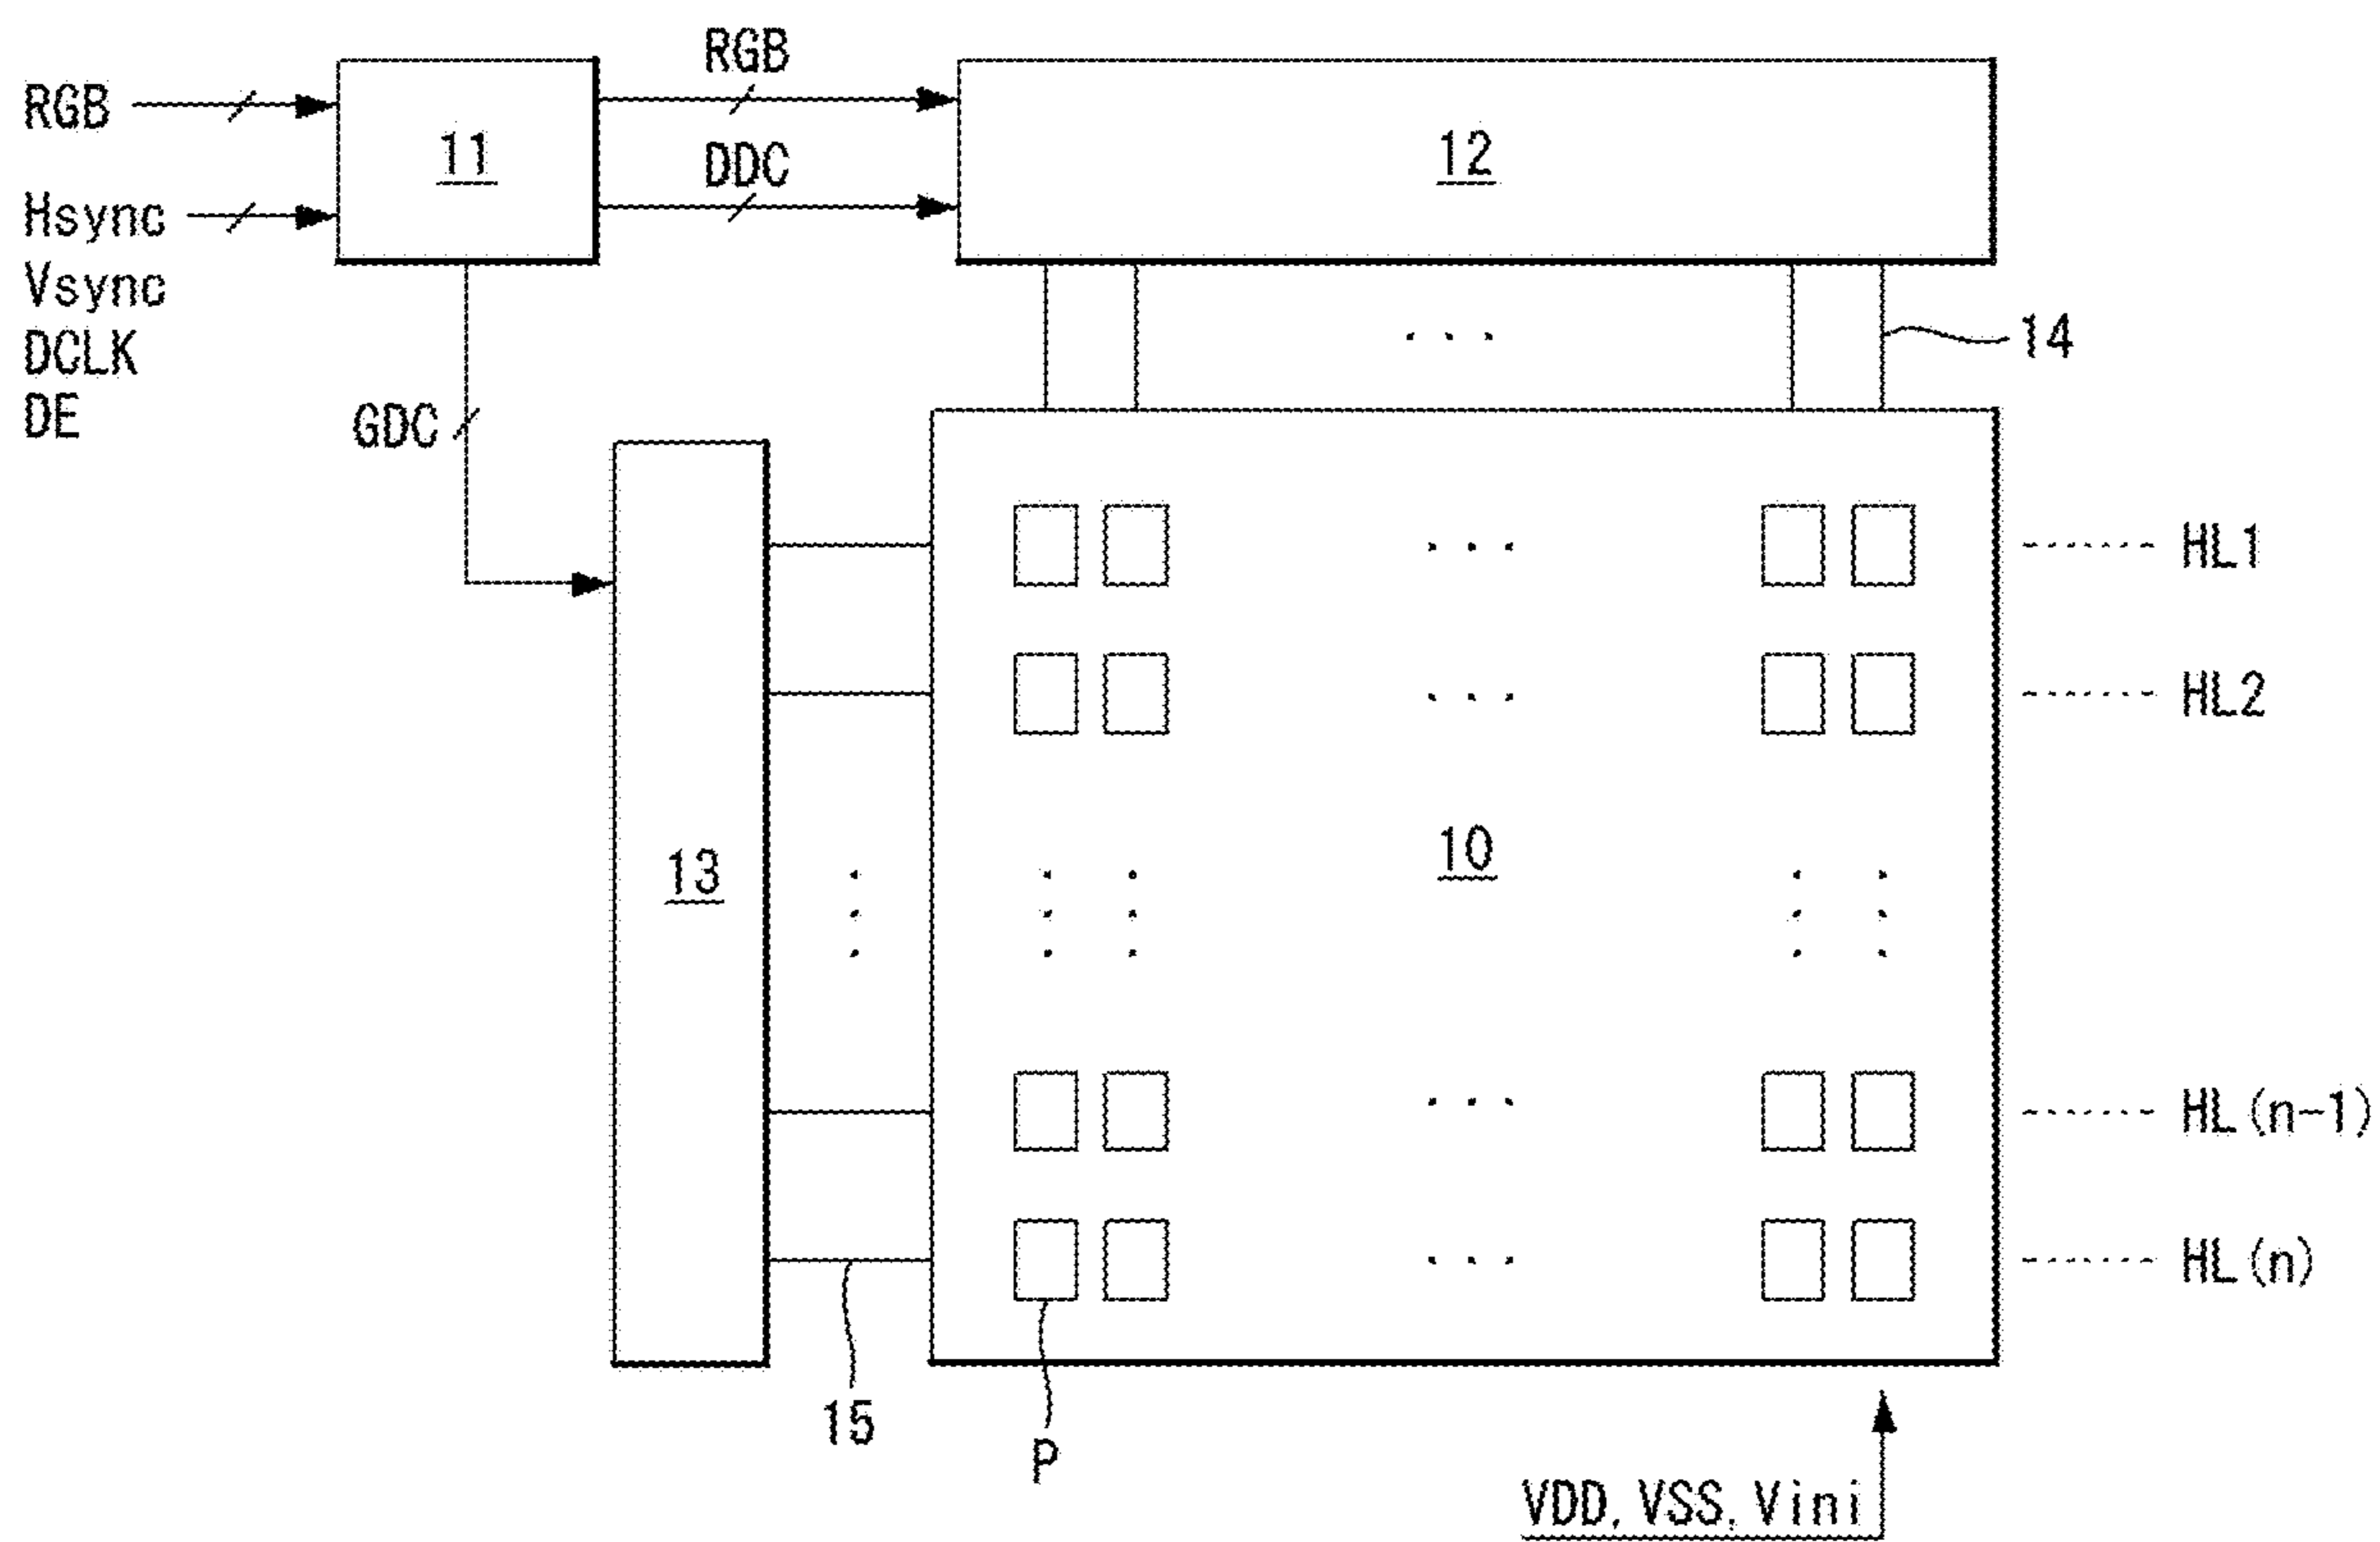 RGB
RGB
11
12
DDC
Hsync
Vsync
DCLK
DE
14
GDC
HL1
HL2
10
13
HL(n-1)
HL(n)
15
P
VDD, VSS, Vini